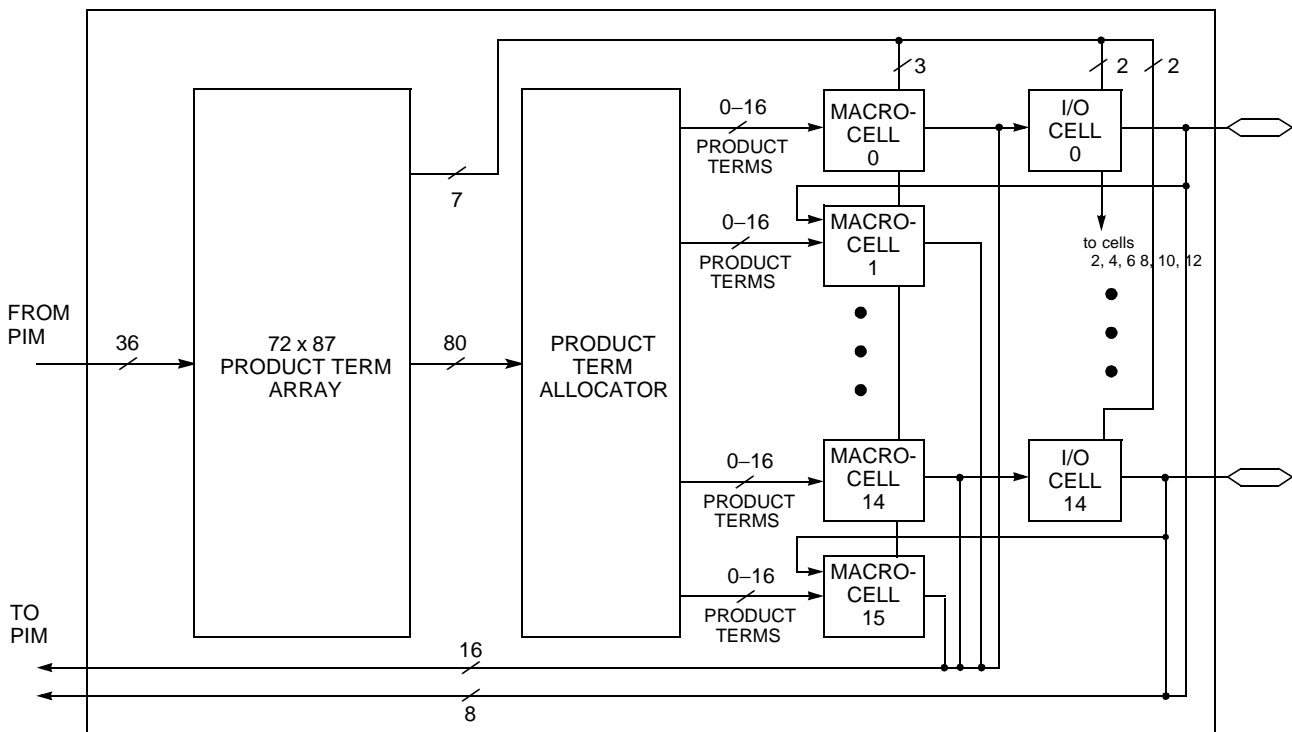 3
2
2
0–16
PRODUCT
TERMS
MACRO-
CELL
0
I/O
CELL
0
7
0–16
PRODUCT
TERMS
MACRO-
CELL
1
to cells
2, 4, 6 8, 10, 12
FROM
PIM
36
72 x 87
PRODUCT TERM
ARRAY
80
PRODUCT
TERM
ALLOCATOR
0–16
PRODUCT
TERMS
MACRO-
CELL
14
I/O
CELL
14
0–16
PRODUCT
TERMS
MACRO-
CELL
15
TO
PIM
16
8